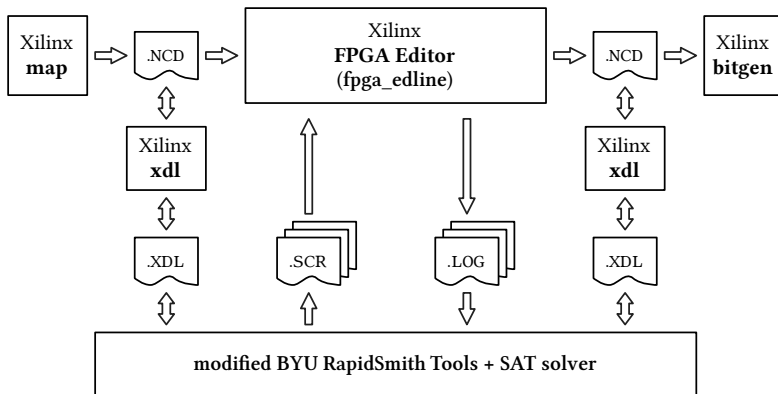 Xilinx
map
.NCD
Xilinx
FPGA Editor
(fpga_edline)
.NCD
Xilinx
bitgen
Xilinx
xdl
Xilinx
xdl
.XDL
.SCR
.LOG
.XDL
modified BYU RapidSmith Tools + SAT solver